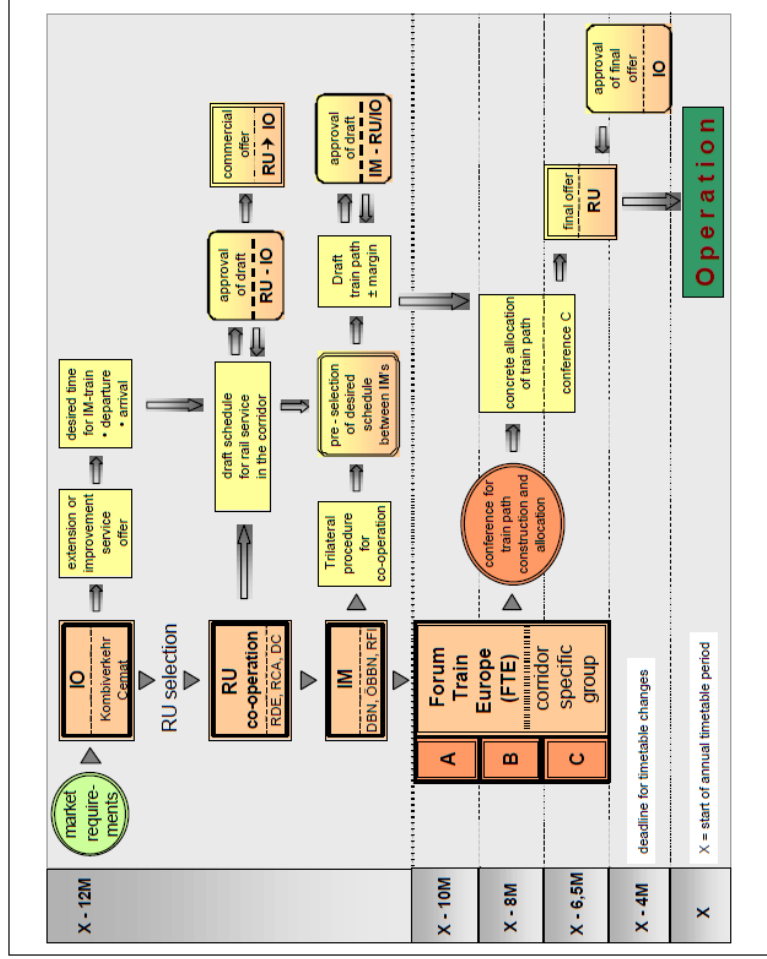 X - 12M
market
require-
ments
IO
Kombiverkehr
Cemat
extension or
improvement
service
offer
desired time
for IM-train
• departure
• arrival
RU selection
RU
co-operation
RDE, RCA, DC
draft schedule
for rail service
in the corridor
approval
of draft
RU - IO
commercial
offer
RU → IO
IM
DBN, ÖBBN, RFI
Trilateral
procedure
for
co-operation
pre - selection
of desired
schedule
between IM's
Draft
train path
± margin
approval
of draft
IM - RU/IO
X - 10M
A
Forum
Train
Europe
(FTE)
corridor
specific
group
X - 8M
B
conference for
train path
construction and
allocation
concrete allocation
of train path
conference C
X - 6,5M
C
final offer
RU
approval
of final
offer
IO
X - 4M
deadline for timetable changes
X
X = start of annual timetable period
Operation